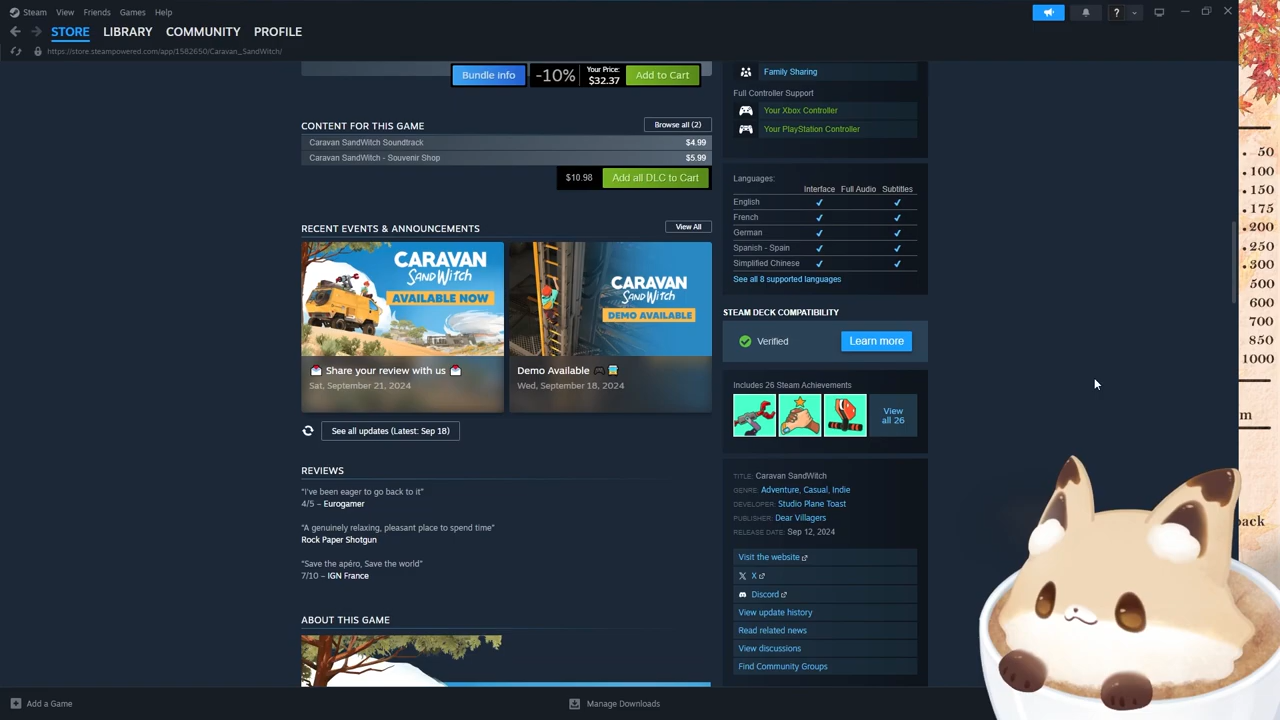 Steam View Friends Games Help
STORE LIBRARY COMMUNITY PROFILE
https://store.steampowered.com/app/1582650/Caravan_SandWitch/
Bundle info -10% Your Price: $32.37 Add to Cart
CONTENT FOR THIS GAME Browse all (2)
Caravan SandWitch Soundtrack $4.99
Caravan SandWitch - Souvenir Shop $5.99
$10.98 Add all DLC to Cart
RECENT EVENTS & ANNOUNCEMENTS View All
CARAVAN
SANDWITCH
AVAILABLE NOW
Share your review with us
Sat, September 21, 2024
CARAVAN
SANDWITCH
DEMO AVAILABLE
Demo Available
Wed, September 18, 2024
See all updates (Latest: Sep 18)
REVIEWS
“I've been eager to go back to it”
4/5 – Eurogamer
“A genuinely relaxing, pleasant place to spend time”
Rock Paper Shotgun
“Save the apéro, Save the world”
7/10 – IGN France
ABOUT THIS GAME
Family Sharing
Full Controller Support
Your Xbox Controller
Your PlayStation Controller
Languages:
Interface Full Audio Subtitles
English ✔ ✔
French ✔ ✔
German ✔ ✔
Spanish - Spain ✔ ✔
Simplified Chinese ✔ ✔
See all 8 supported languages
STEAM DECK COMPATIBILITY
Verified Learn more
Includes 26 Steam Achievements
View
all 26
TITLE: Caravan SandWitch
GENRE: Adventure, Casual, Indie
DEVELOPER: Studio Plane Toast
PUBLISHER: Dear Villagers
RELEASE DATE: Sep 12, 2024
Visit the website
X
Discord
View update history
Read related news
View discussions
Find Community Groups
. 50
. 100
. 150
. 175
. 200
. 250
. 300
500
600
700
850
1000
Add a Game Manage Downloads